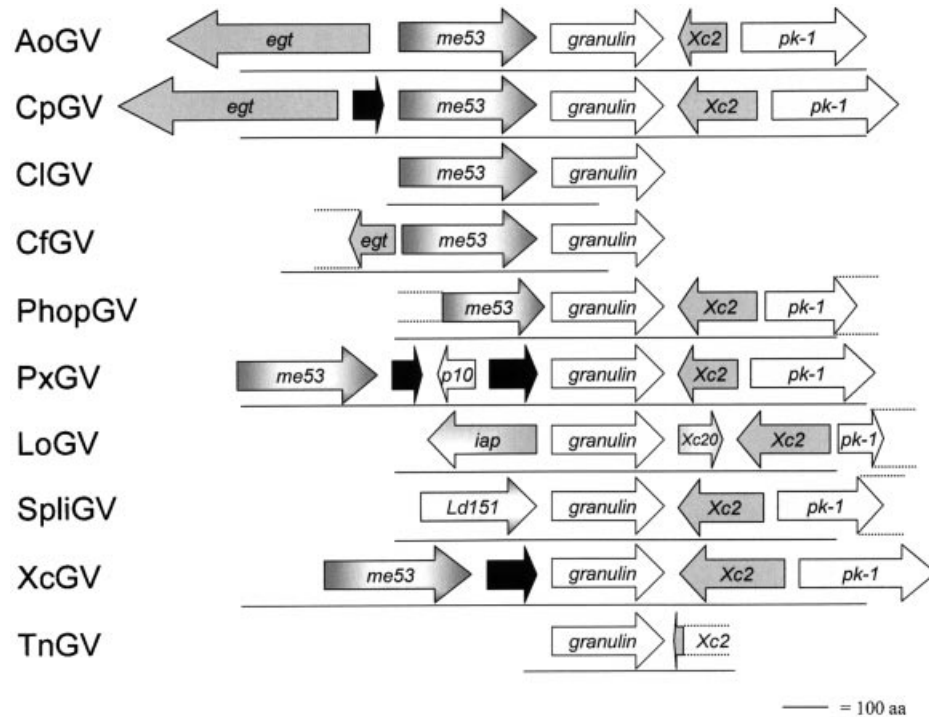 AoGV egt me53 granulin Xc2 pk-1
CpGV egt me53 granulin Xc2 pk-1
ClGV me53 granulin
CfGV egt me53 granulin
PhopGV me53 granulin Xc2 pk-1
PxGV me53 p10 granulin Xc2 pk-1
LoGV iap granulin Xc20 Xc2 pk-1
SpliGV Ld151 granulin Xc2 pk-1
XcGV me53 granulin Xc2 pk-1
TnGV granulin Xc2
= 100 aa